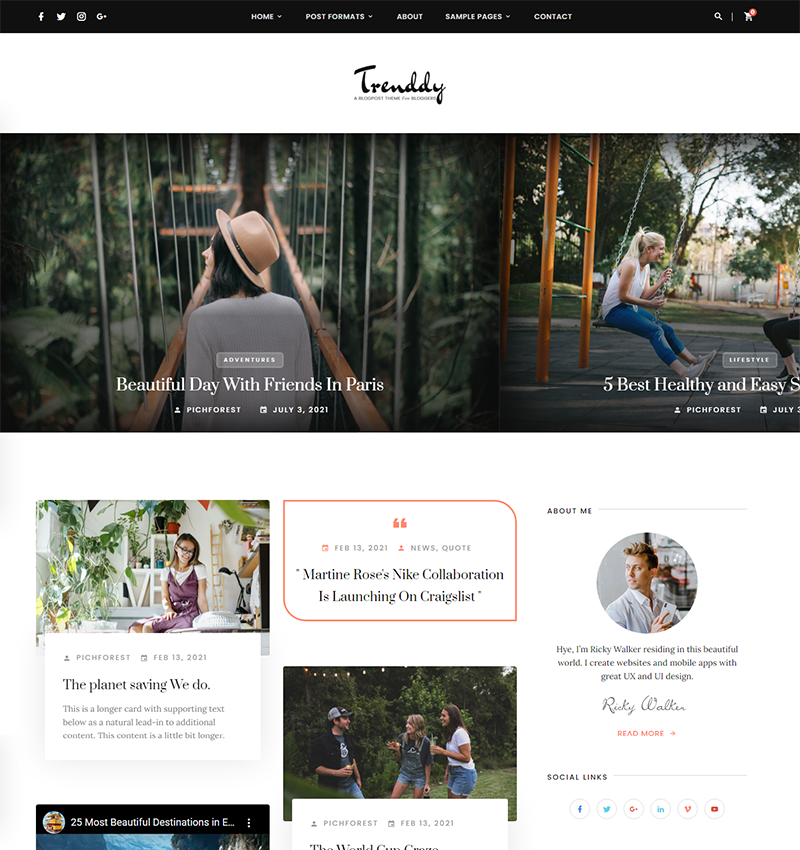 HOME POST FORMATS ABOUT SAMPLE PAGES CONTACT
0
Trenddy
A BLOGPOST THEME For BLOGGERS
ADVENTURES
Beautiful Day With Friends In Paris
PICHFOREST JULY 3, 2021
LIFESTYLE
5 Best Healthy and Easy S
PICHFOREST JULY 3
PICHFOREST FEB 13, 2021
The planet saving We do.
This is a longer card with supporting text
below as a natural lead-in to additional
content. This content is a little bit longer.
25 Most Beautiful Destinations in E...
FEB 13, 2021 NEWS, QUOTE
" Martine Rose's Nike Collaboration
Is Launching On Craigslist "
PICHFOREST FEB 13, 2021
The World Cup Craze
ABOUT ME
Hye, I'm Ricky Walker residing in this beautiful
world. I create websites and mobile apps with
great UX and UI design.
Ricky Walker
READ MORE
SOCIAL LINKS